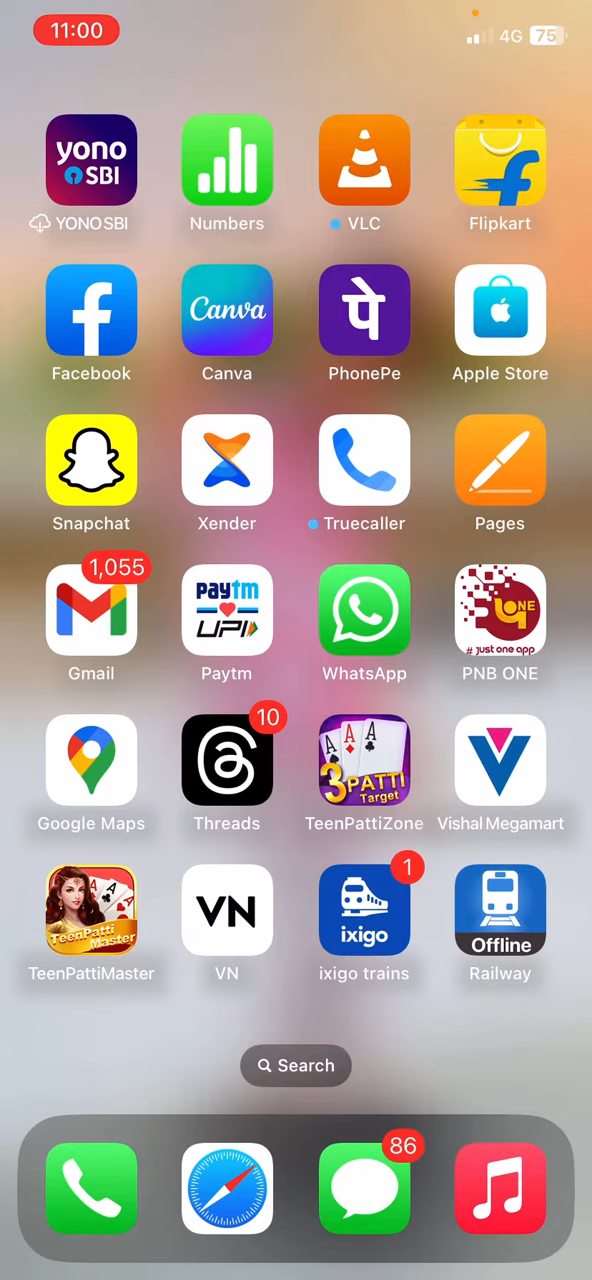 11:00
4G 75
yono
SBI
YONO SBI
Numbers
VLC
f
Flipkart
f
Facebook
Canva
Canva
पे
PhonePe
Apple Store
Snapchat
Xender
Truecaller
Pages
1,055
Gmail
paytm
UPI
Paytm
WhatsApp
ONE
# just one app
PNB ONE
Google Maps
10
Threads
A A A
3 PATTI
Target
TeenPattiZone
V
Vishal Megamart
A A
TeenPatti
Master
TeenPattiMaster
VN
VN
1
ixigo
ixigo trains
Offline
Railway
Search
86